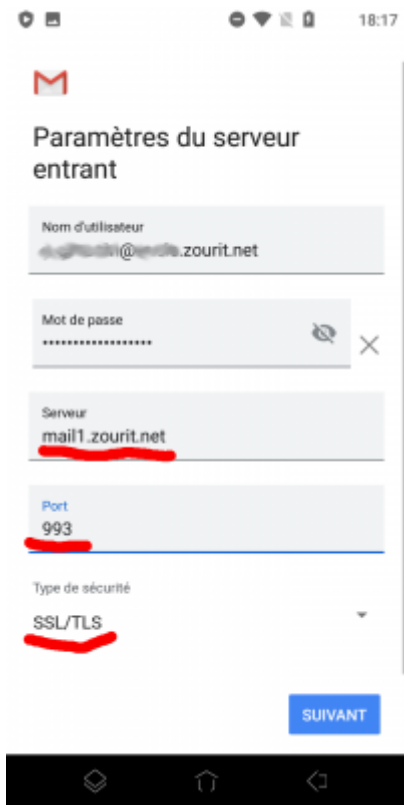 18:17
Paramètres du serveur
entrant
Nom d'utilisateur
@ .zourit.net
Mot de passe
••••••••••••••••••
Serveur
mail1.zourit.net
Port
993
Type de sécurité
SSL/TLS
SUIVANT